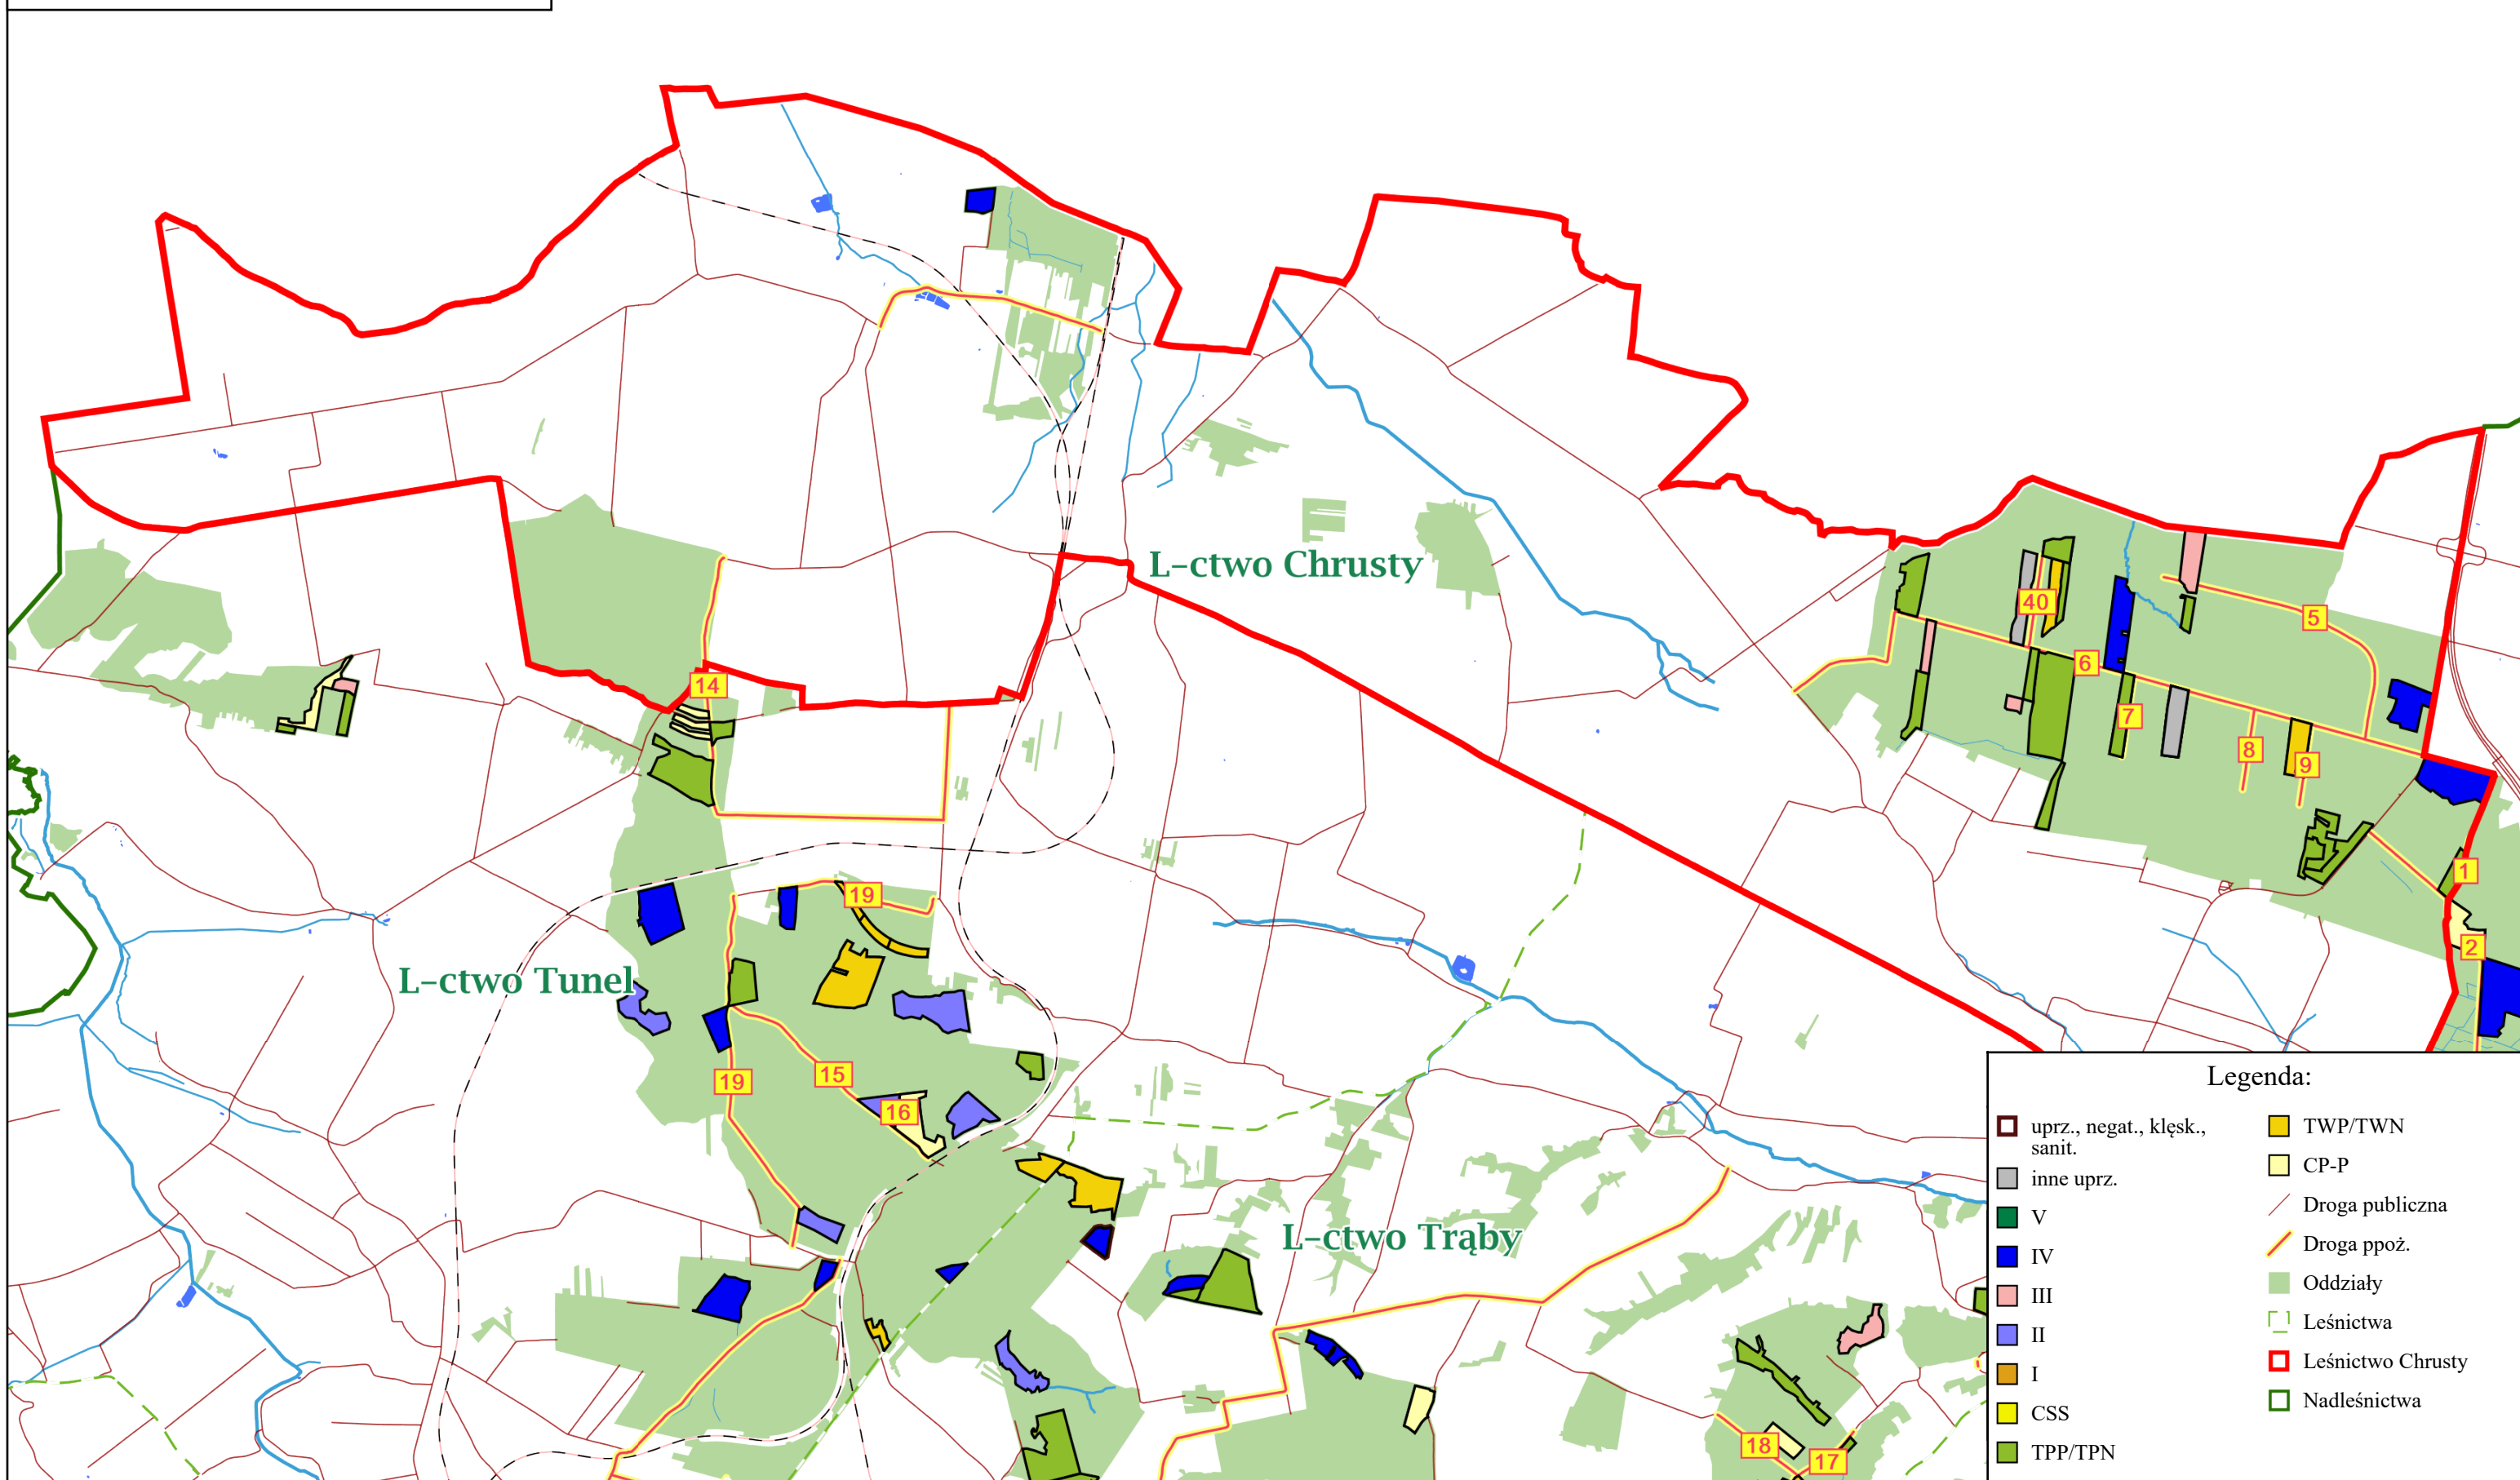 L-ctwo Chrusty
40
5
6
14
7
8
9
1
19
2
L-ctwo Tunel
15
19
16
L-ctwo Trąby
18
17
Legenda:
uprz., negat., klęsk.,
sanit.
inne uprz.
V
IV
III
II
I
CSS
TPP/TPN
TWP/TWN
CP-P
Droga publiczna
Droga ppoż.
Oddziały
Leśnictwa
Leśnictwo Chrusty
Nadleśnictwa